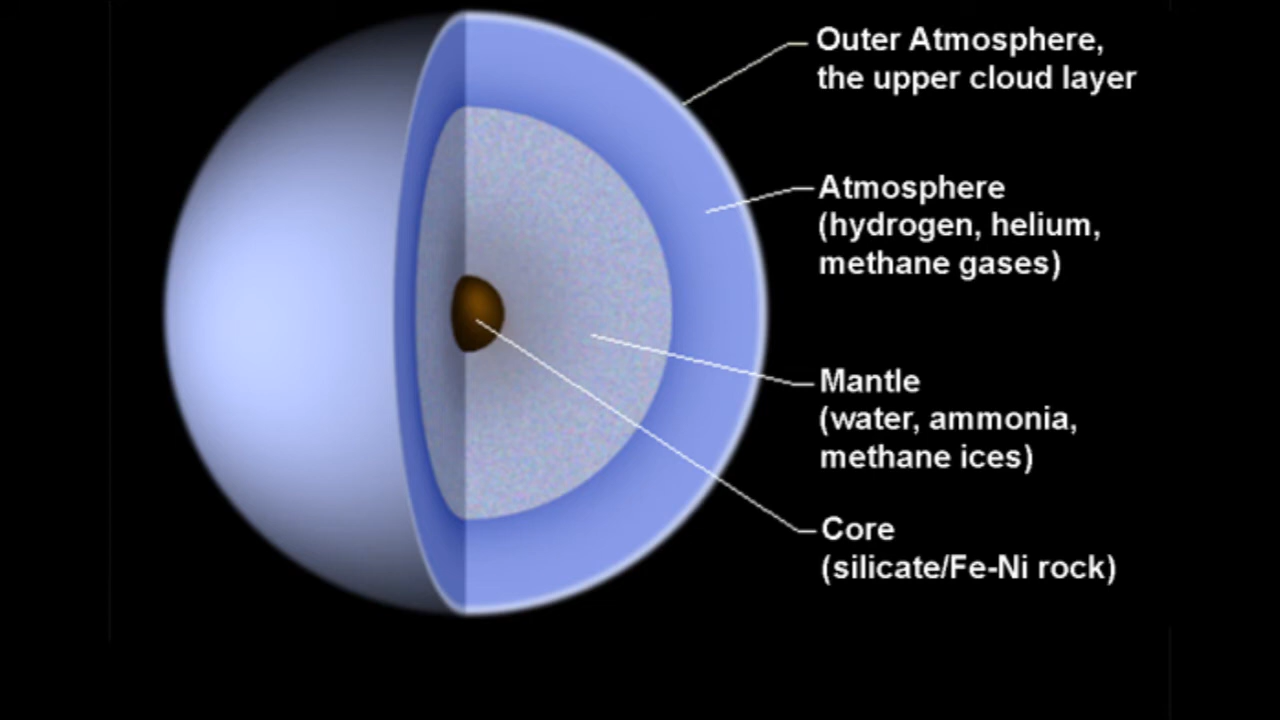 Outer Atmosphere,
the upper cloud layer
Atmosphere
(hydrogen, helium,
methane gases)
Mantle
(water, ammonia,
methane ices)
Core
(silicate/Fe-Ni rock)